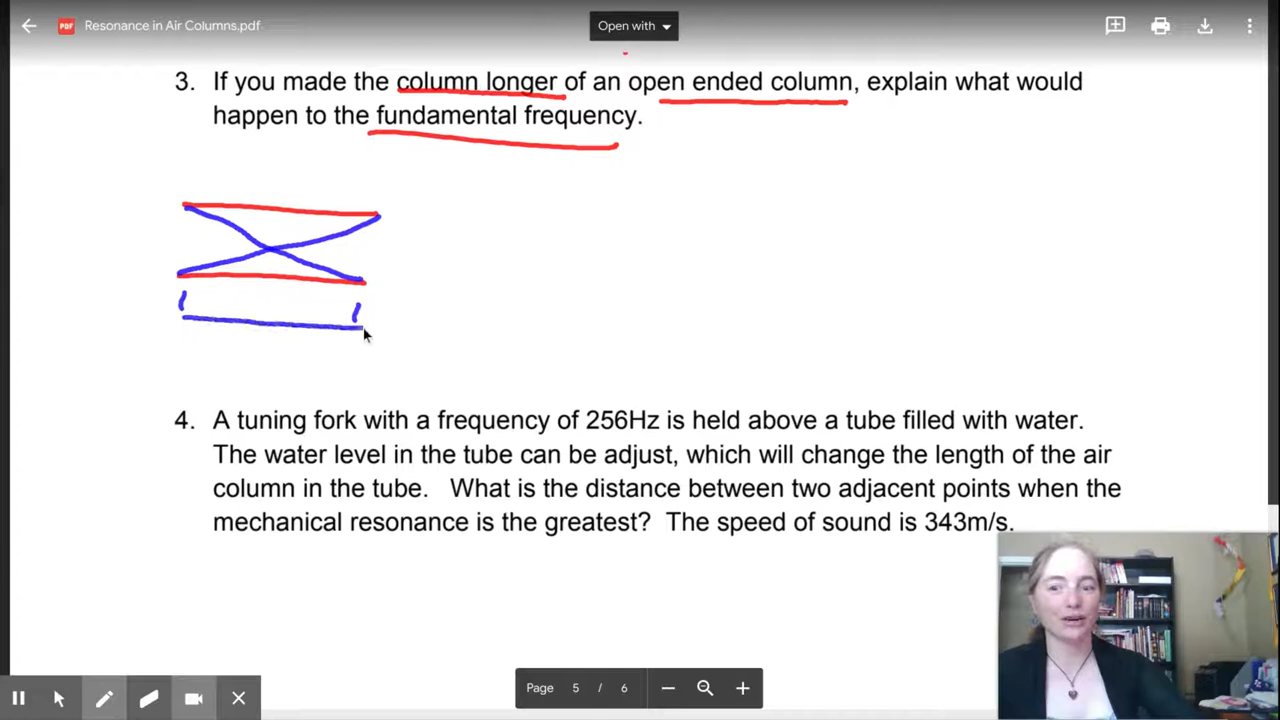 Resonance in Air Columns.pdf
Open with
3. If you made the column longer of an open ended column, explain what would
happen to the fundamental frequency.
4. A tuning fork with a frequency of 256Hz is held above a tube filled with water.
The water level in the tube can be adjust, which will change the length of the air
column in the tube. What is the distance between two adjacent points when the
mechanical resonance is the greatest? The speed of sound is 343m/s.
Page 5 / 6